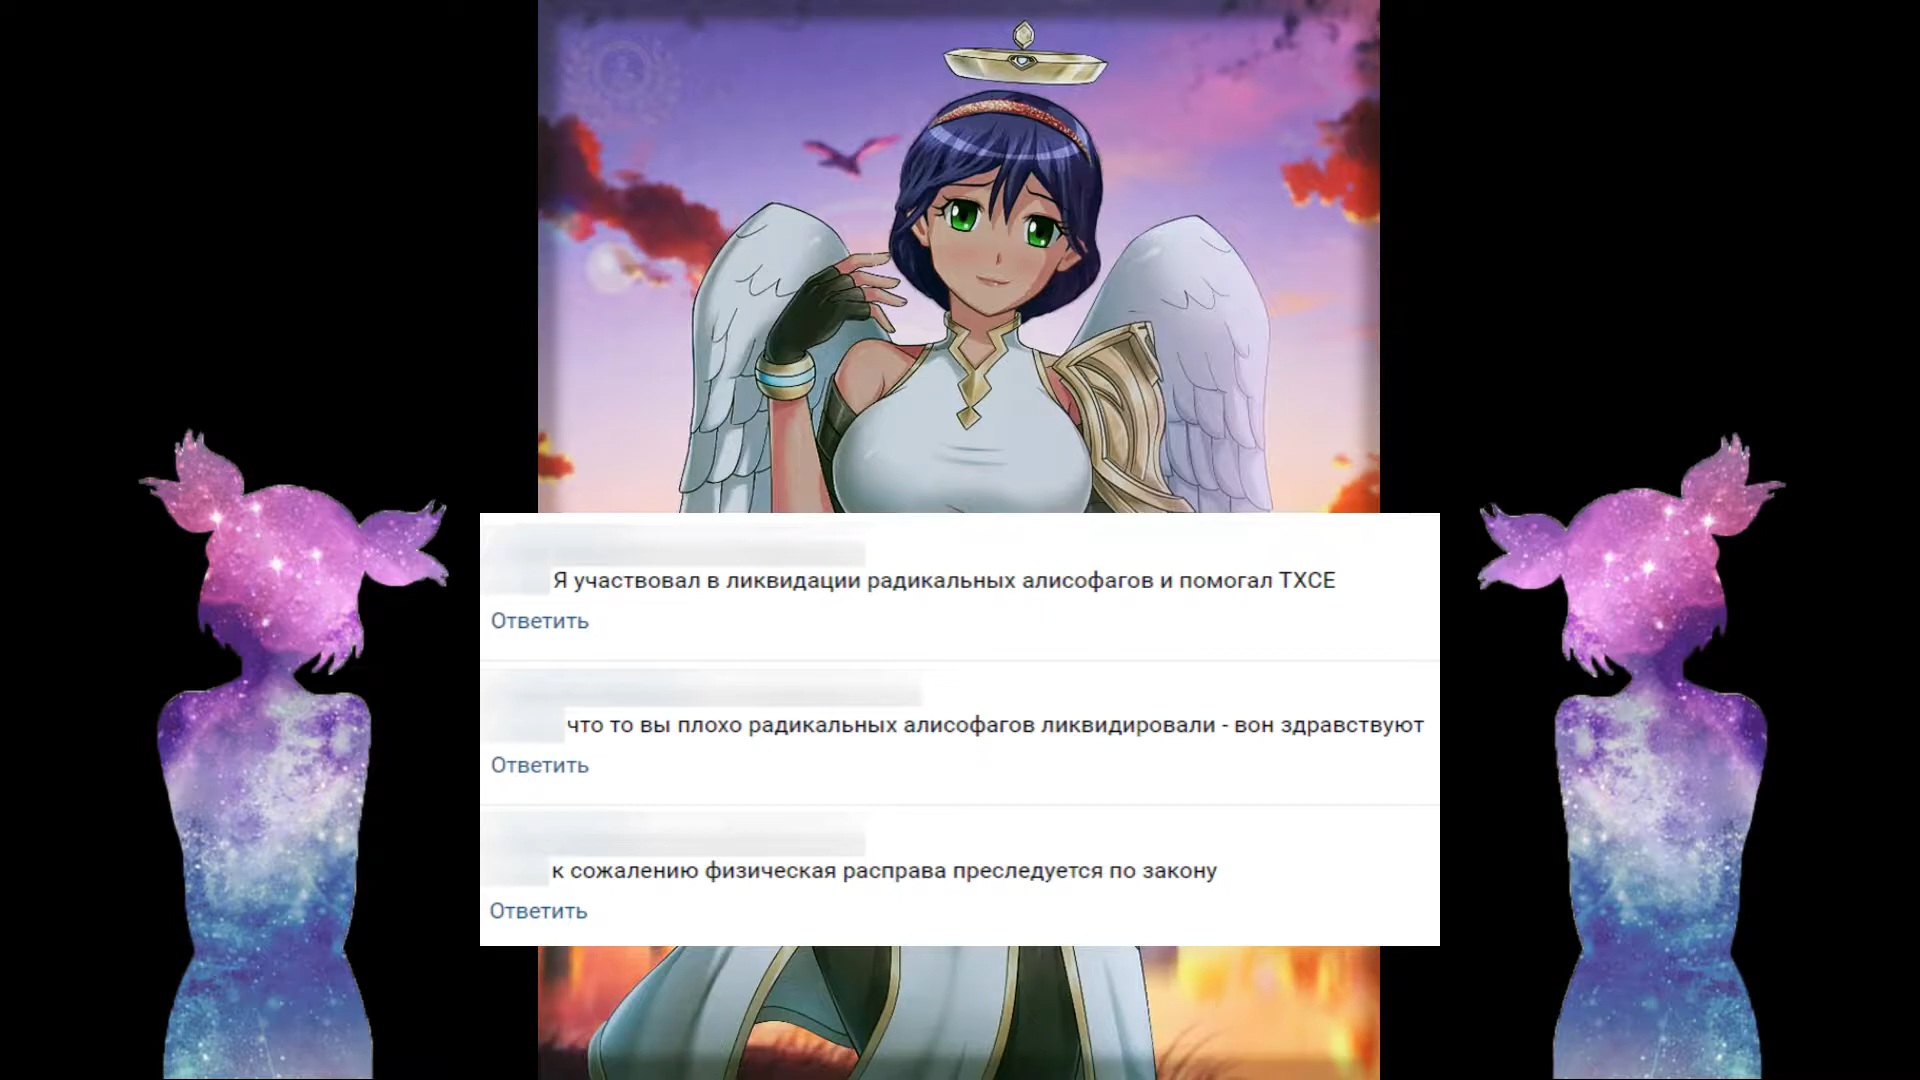 Я участвовал в ликвидации радикальных алисофагов и помогал ТХСЕ
Ответить
что то вы плохо радикальных алисофагов ликвидировали - вон здравствуют
Ответить
к сожалению физическая расправа преследуется по закону
Ответить